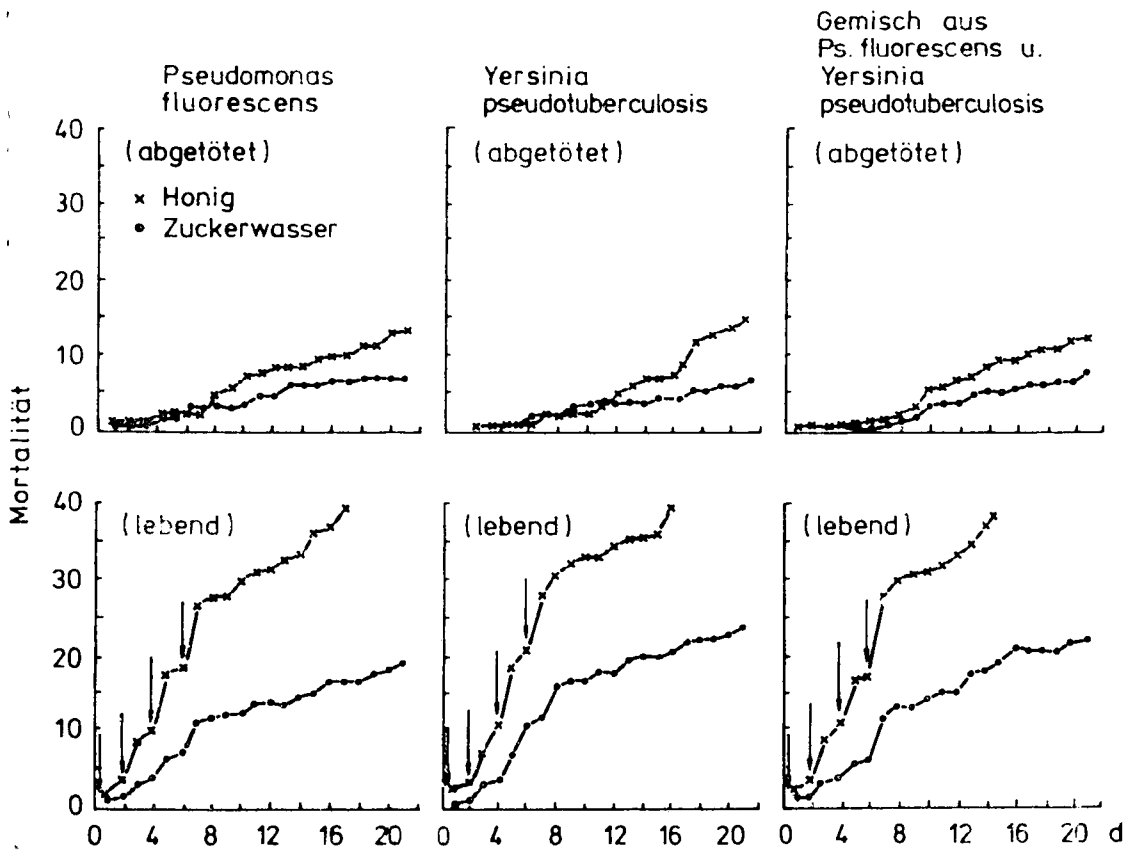 Pseudomonas
fluorescens
Yersinia
pseudotuberculosis
Gemisch aus
Ps. fluorescens u.
Yersinia
pseudotuberculosis
Mortalität
40
30
20
10
0
(abgetötet)
x Honig
• Zuckerwasser
(abgetötet)
(abgetötet)
40
30
20
10
0
(lebend)
(lebend)
(lebend)
0 4 8 12 16 20
0 4 8 12 16 20
0 4 8 12 16 20 d